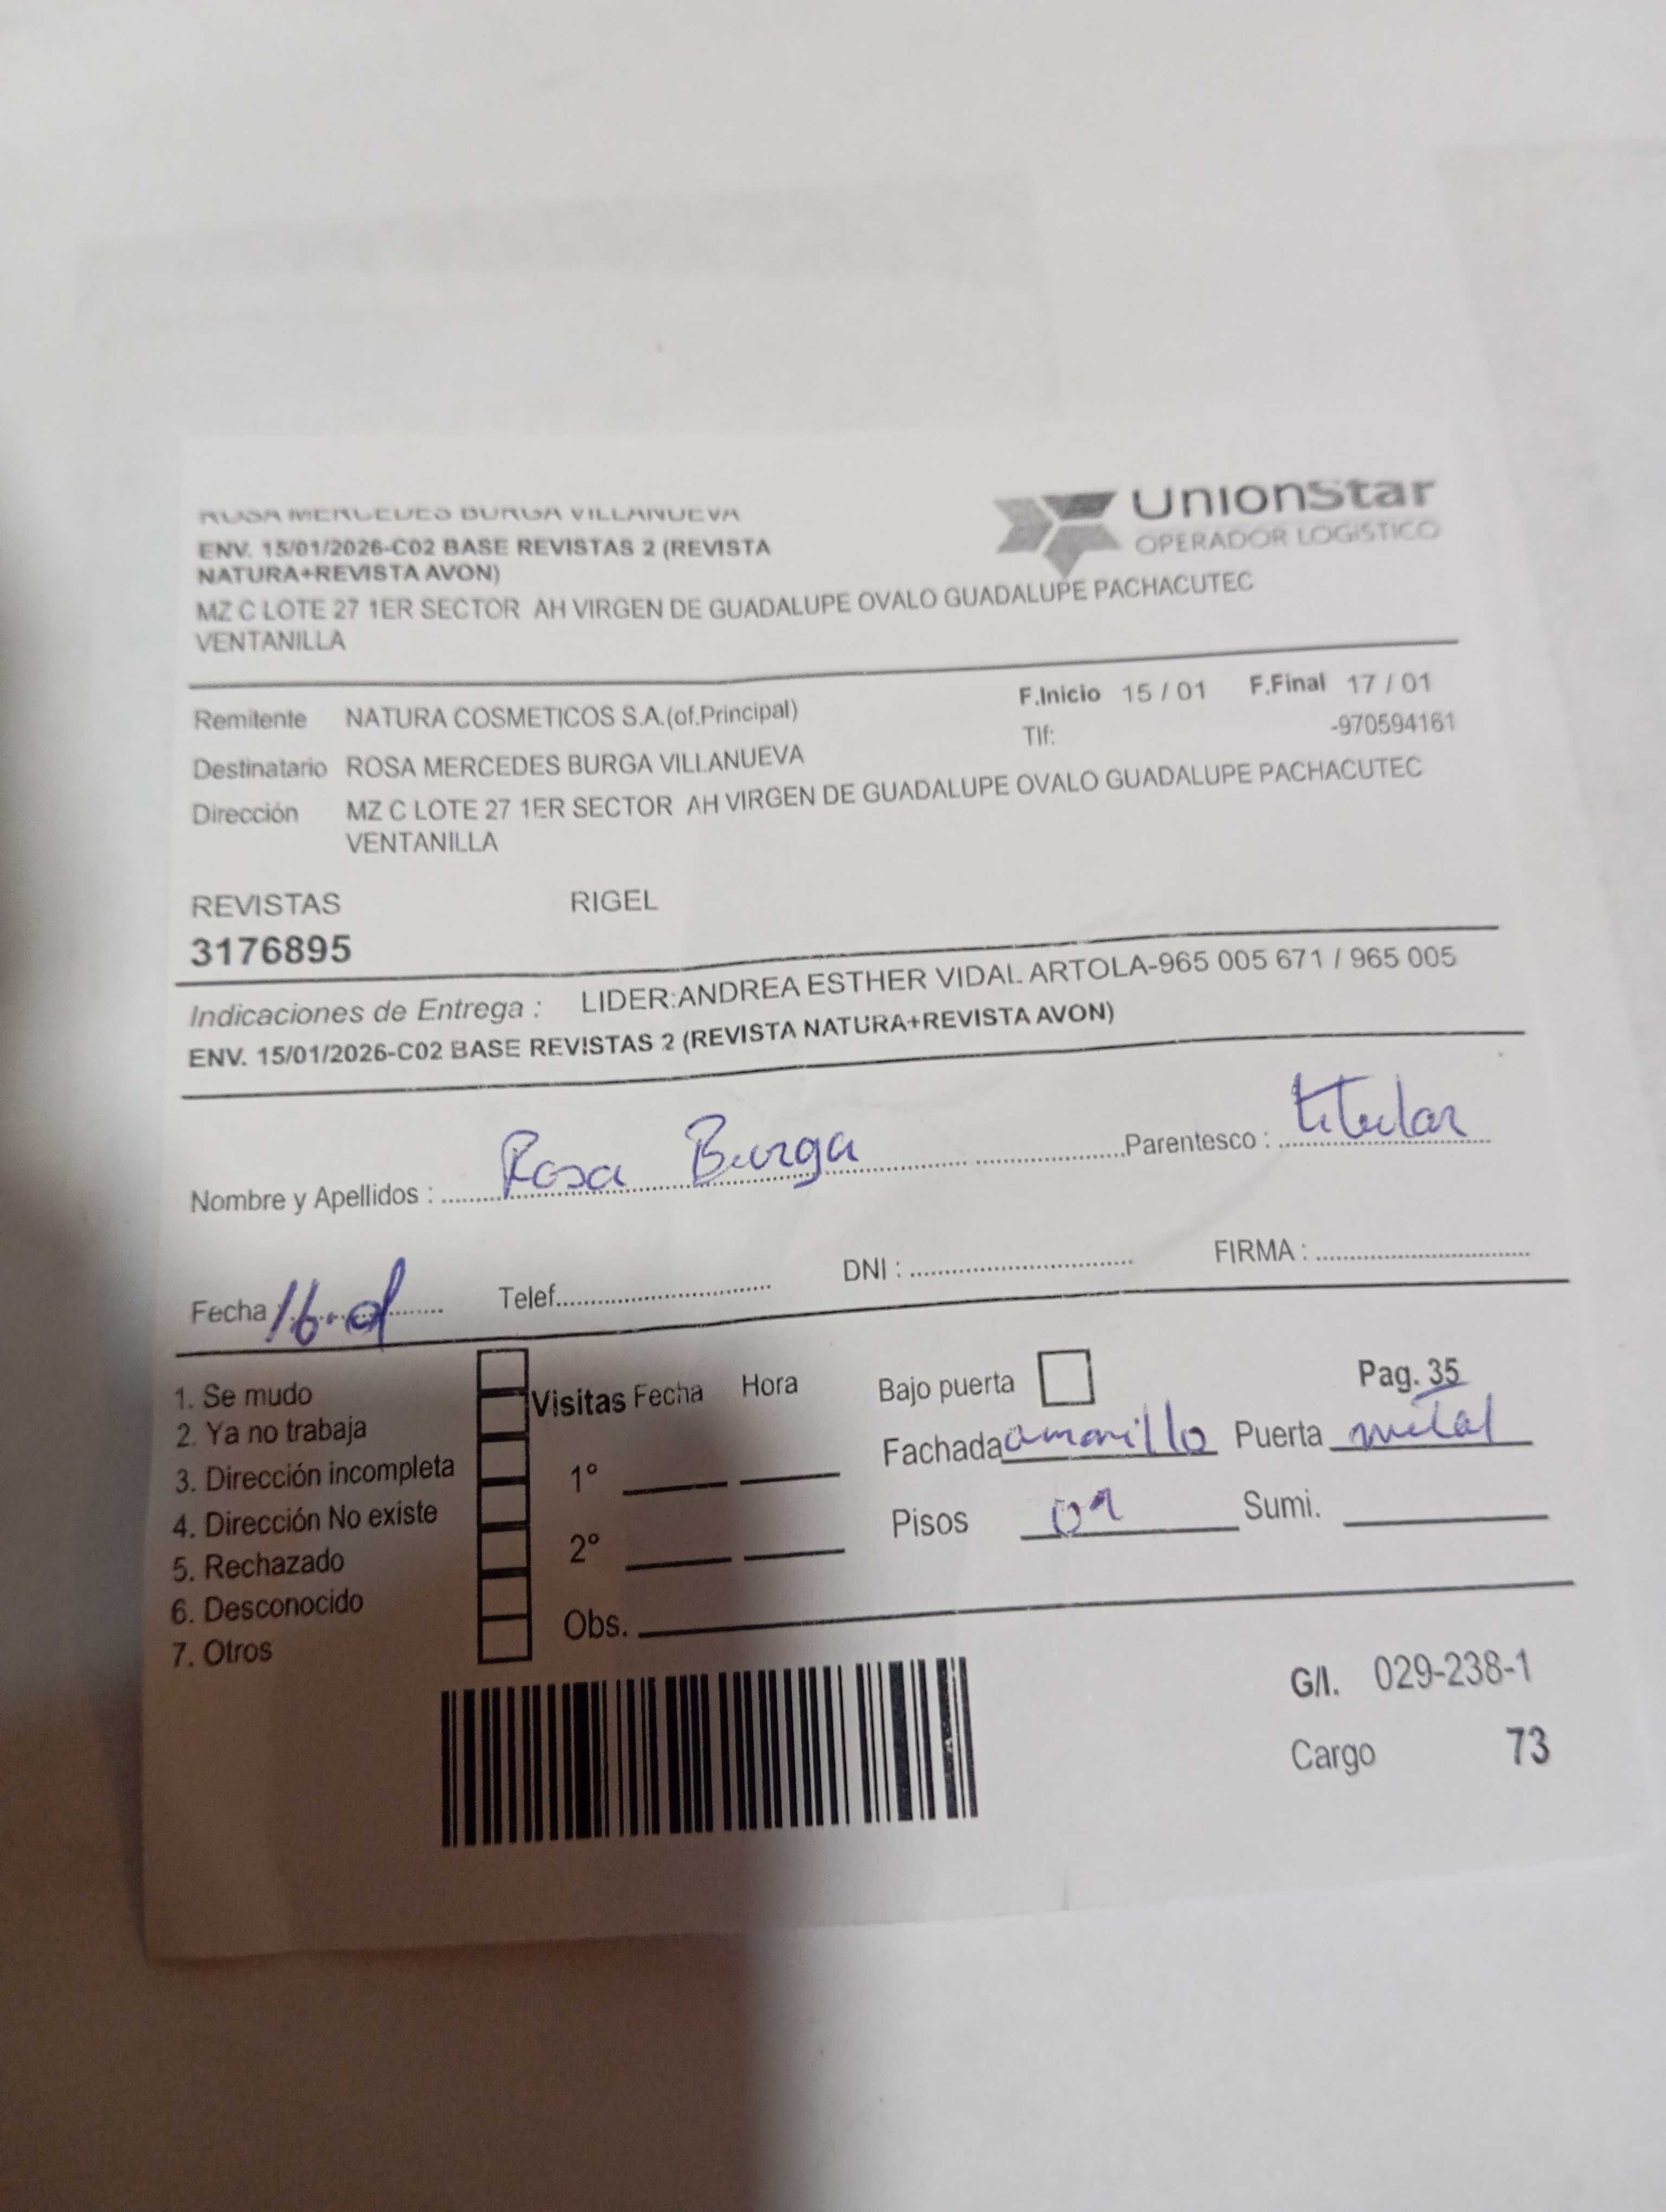 ROSA MERCEDES BURGA VILLANUEVA
UnionStar
OPERADOR LOGÍSTICO
ENV. 15/01/2026-C02 BASE REVISTAS 2 (REVISTA
NATURA+REVISTA AVON)
MZ C LOTE 27 1ER SECTOR AH VIRGEN DE GUADALUPE OVALO GUADALUPE PACHACUTEC
VENTANILLA
Remitente NATURA COSMETICOS S.A.(of.Principal) F.Inicio 15 / 01 F.Final 17 / 01
Tlf: -970594161
Destinatario ROSA MERCEDES BURGA VILLANUEVA
Dirección MZ C LOTE 27 1ER SECTOR AH VIRGEN DE GUADALUPE OVALO GUADALUPE PACHACUTEC
VENTANILLA
REVISTAS RIGEL
3176895
Indicaciones de Entrega : LIDER:ANDREA ESTHER VIDAL ARTOLA-965 005 671 / 965 005
ENV. 15/01/2026-C02 BASE REVISTAS 2 (REVISTA NATURA+REVISTA AVON)
Nombre y Apellidos : Rosa Burga Parentesco : titular
Fecha 16-01 Telef. DNI : FIRMA :
1. Se mudo Visitas Fecha Hora Bajo puerta Pag. 35
2. Ya no trabaja Fachada amarillo Puerta metal
3. Dirección incompleta 1°
4. Dirección No existe Pisos 01 Sumi.
5. Rechazado 2°
6. Desconocido
7. Otros Obs.
G/I. 029-238-1
Cargo 73